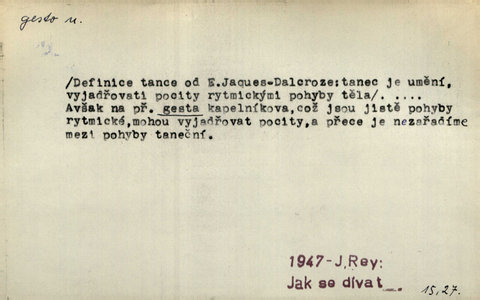 gesto n.
/Definice tance od E.Jaques-Dalcroze:tanec je umění,
vyjadřovati pocity rytmickými pohyby těla/. ....
Avšak na př. gesta kapelníkova,což jsou jistě pohyby
rytmické,mohou vyjadřovat pocity,a přece je nezařadíme
mezi pohyby taneční.
1947-J,Rey:
Jak se dívat_.
15,27.